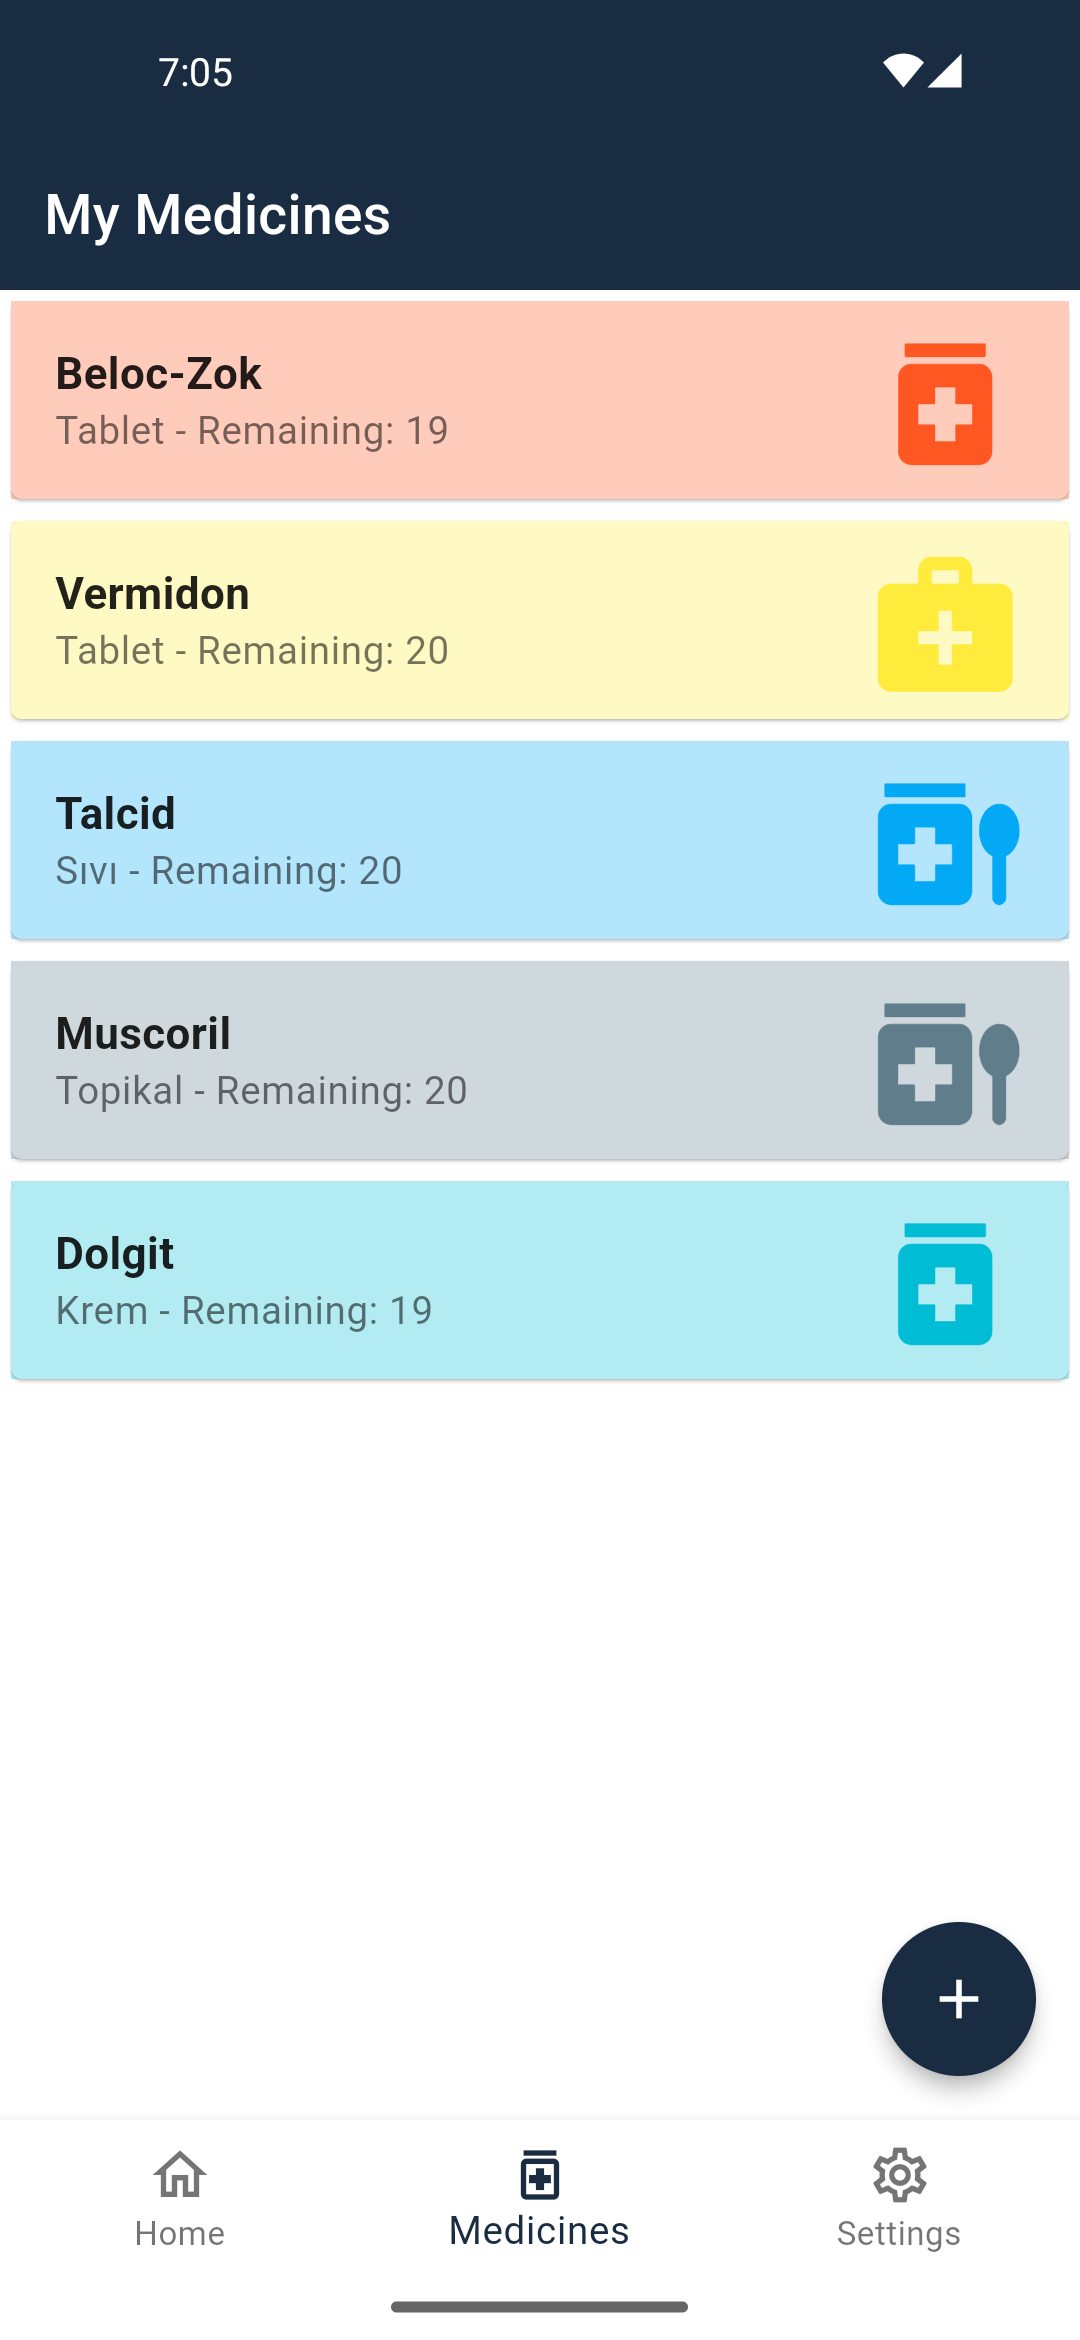 7:05
My Medicines
Beloc-Zok
Tablet - Remaining: 19
Vermidon
Tablet - Remaining: 20
Talcid
Sıvı - Remaining: 20
Muscoril
Topikal - Remaining: 20
Dolgit
Krem - Remaining: 19
Home
Medicines
Settings